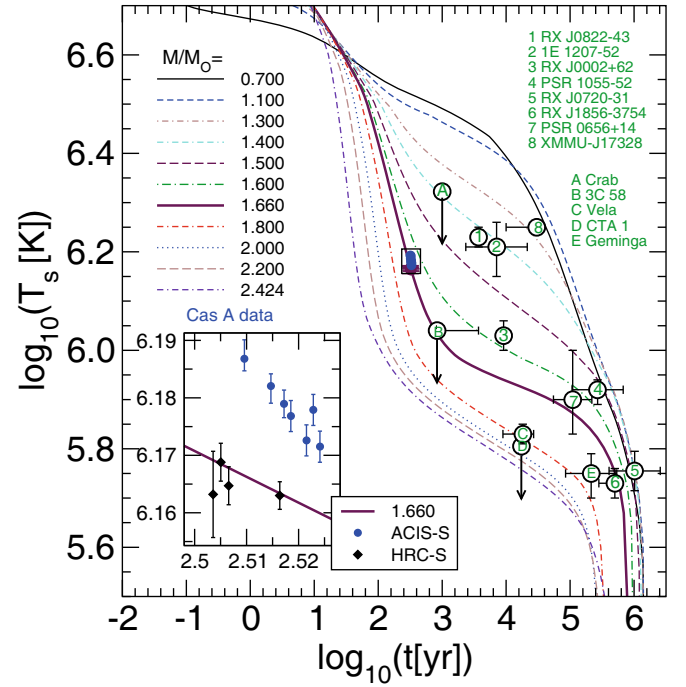 6.6
6.4
6.2
6.0
5.8
5.6
log10(Ts [K])
M/MO=
0.700
1.100
1.300
1.400
1.500
1.600
1.660
1.800
2.000
2.200
2.424
1 RX J0822-43
2 1E 1207-52
3 RX J0002+62
4 PSR 1055-52
5 RX J0720-31
6 RX J1856-3754
7 PSR 0656+14
8 XMMU-J17328
A Crab
B 3C 58
C Vela
D CTA 1
E Geminga
A
1
2
8
B
3
4
7
C
D
E
6
5
Cas A data
6.19
6.18
6.17
6.16
2.5 2.51 2.52
1.660
ACIS-S
HRC-S
-2 -1 0 1 2 3 4 5 6
log10(t[yr])